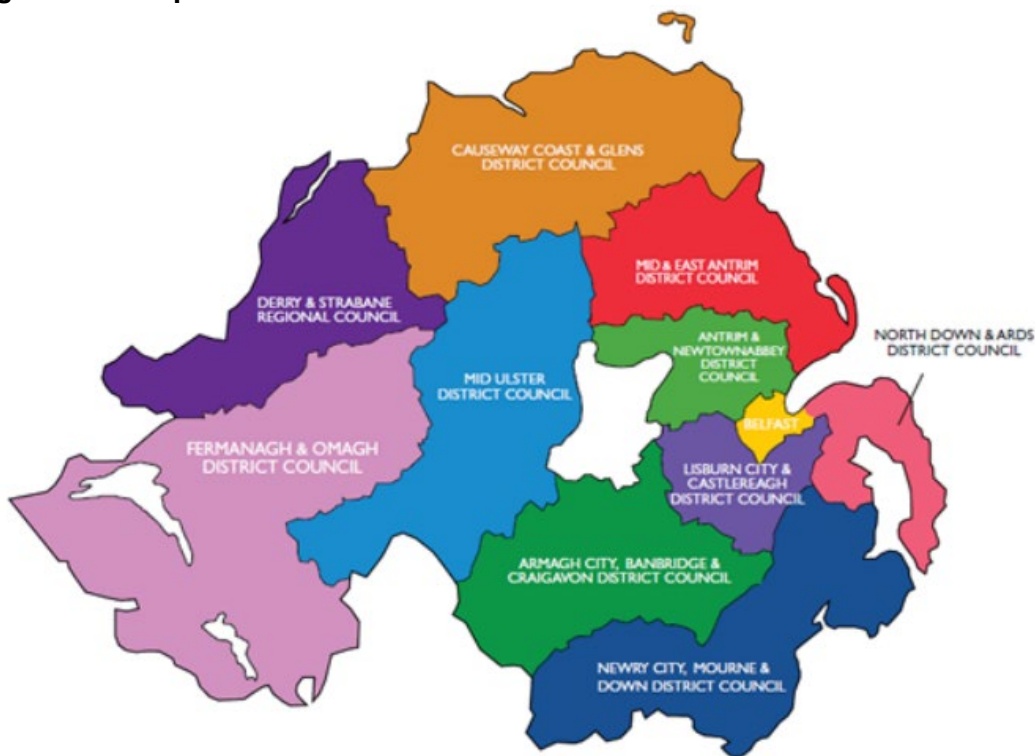 CAUSEWAY COAST & GLENS
DISTRICT COUNCIL
MID & EAST ANTRIM
DISTRICT COUNCIL
DERRY & STRABANE
REGIONAL COUNCIL
NORTH DOWN & ARDS
DISTRICT COUNCIL
ANTRIM &
NEWTOWNABBEY
DISTRICT
COUNCIL
MID ULSTER
DISTRICT COUNCIL
BELFAST
FERMANAGH & OMAGH
DISTRICT COUNCIL
LISBURN CITY &
CASTLEREAGH
DISTRICT COUNCIL
ARMAGH CITY, BANBRIDGE &
CRAIGAVON DISTRICT COUNCIL
NEWRY CITY, MOURNE &
DOWN DISTRICT COUNCIL